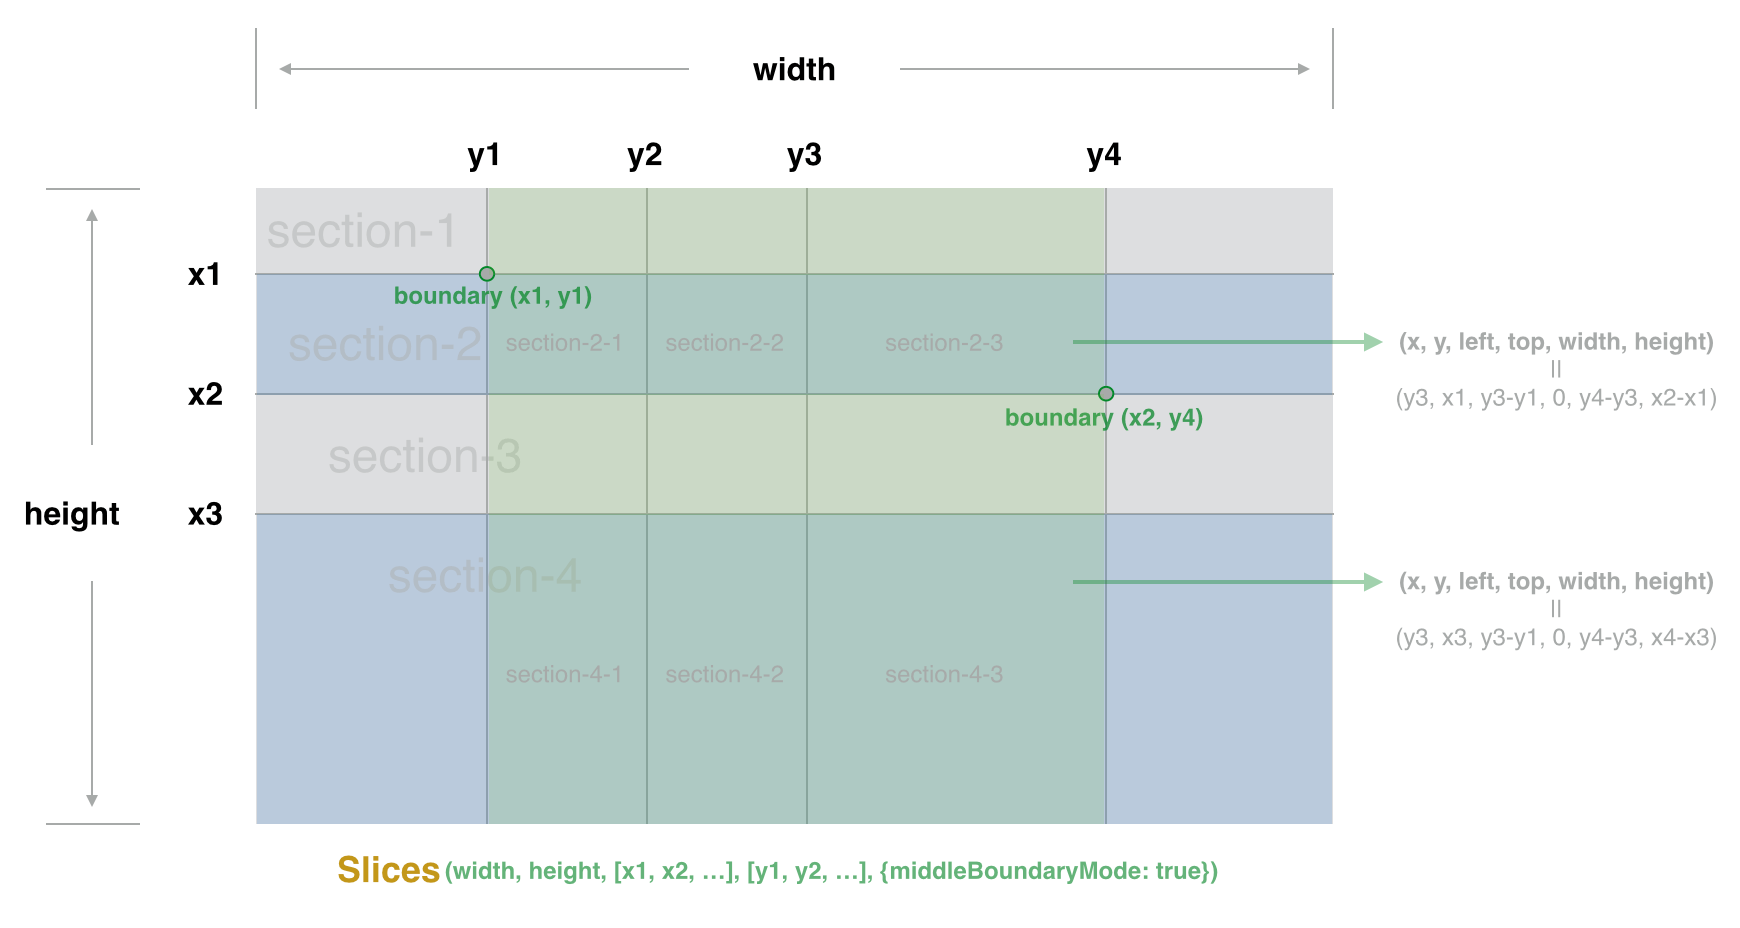 width
y1 y2 y3 y4
section-1
x1
boundary (x1, y1)
section-2 section-2-1 section-2-2 section-2-3 (x, y, left, top, width, height)
=
x2 (y3, x1, y3-y1, 0, y4-y3, x2-x1)
boundary (x2, y4)
section-3
height x3
section-4 (x, y, left, top, width, height)
=
(y3, x3, y3-y1, 0, y4-y3, x4-x3)
section-4-1 section-4-2 section-4-3
Slices (width, height, [x1, x2, …], [y1, y2, …], {middleBoundaryMode: true})